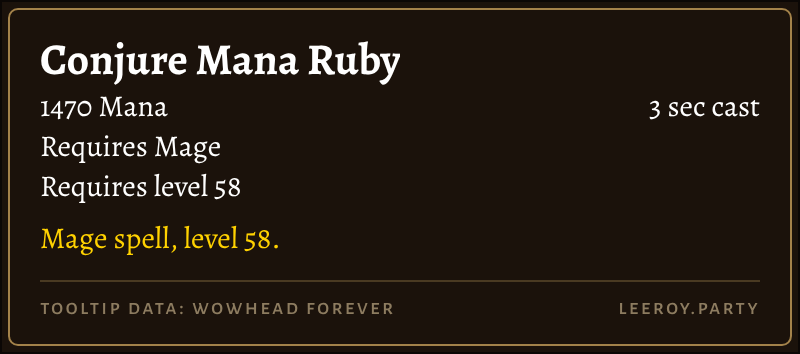 Conjure Mana Ruby
1470 Mana 3 sec cast
Requires Mage
Requires level 58
Mage spell, level 58.
TOOLTIP DATA: WOWHEAD FOREVER LEEROY.PARTY